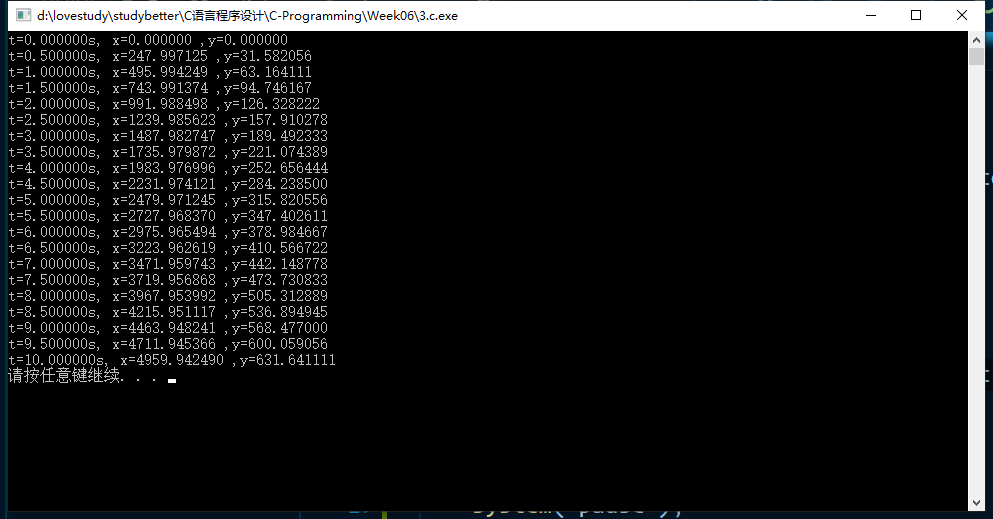 d:\lovestudy\studybetter\C语言程序设计\C-Programming\Week06\3.c.exe
t=0.000000s, x=0.000000 ,y=0.000000
t=0.500000s, x=247.997125 ,y=31.582056
t=1.000000s, x=495.994249 ,y=63.164111
t=1.500000s, x=743.991374 ,y=94.746167
t=2.000000s, x=991.988498 ,y=126.328222
t=2.500000s, x=1239.985623 ,y=157.910278
t=3.000000s, x=1487.982747 ,y=189.492333
t=3.500000s, x=1735.979872 ,y=221.074389
t=4.000000s, x=1983.976996 ,y=252.656444
t=4.500000s, x=2231.974121 ,y=284.238500
t=5.000000s, x=2479.971245 ,y=315.820556
t=5.500000s, x=2727.968370 ,y=347.402611
t=6.000000s, x=2975.965494 ,y=378.984667
t=6.500000s, x=3223.962619 ,y=410.566722
t=7.000000s, x=3471.959743 ,y=442.148778
t=7.500000s, x=3719.956868 ,y=473.730833
t=8.000000s, x=3967.953992 ,y=505.312889
t=8.500000s, x=4215.951117 ,y=536.894945
t=9.000000s, x=4463.948241 ,y=568.477000
t=9.500000s, x=4711.945366 ,y=600.059056
t=10.000000s, x=4959.942490 ,y=631.641111
请按任意键继续. . .